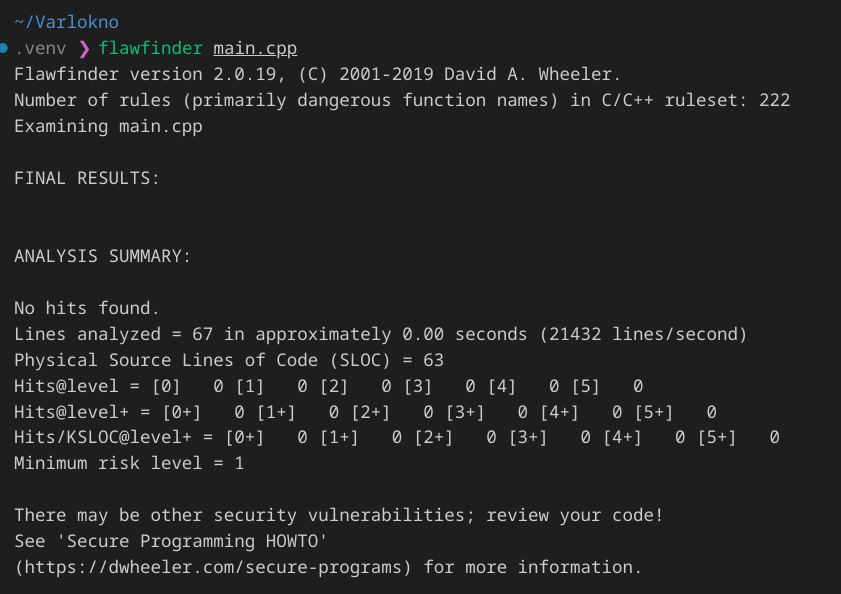 ~/Varlokno
.venv ❯ flawfinder main.cpp
Flawfinder version 2.0.19, (C) 2001-2019 David A. Wheeler.
Number of rules (primarily dangerous function names) in C/C++ ruleset: 222
Examining main.cpp
FINAL RESULTS:
ANALYSIS SUMMARY:
No hits found.
Lines analyzed = 67 in approximately 0.00 seconds (21432 lines/second)
Physical Source Lines of Code (SLOC) = 63
Hits@level = [0]   0 [1]   0 [2]   0 [3]   0 [4]   0 [5]   0
Hits@level+ = [0+]   0 [1+]   0 [2+]   0 [3+]   0 [4+]   0 [5+]   0
Hits/KSLOC@level+ = [0+]   0 [1+]   0 [2+]   0 [3+]   0 [4+]   0 [5+]   0
Minimum risk level = 1
There may be other security vulnerabilities; review your code!
See 'Secure Programming HOWTO'
(https://dwheeler.com/secure-programs) for more information.